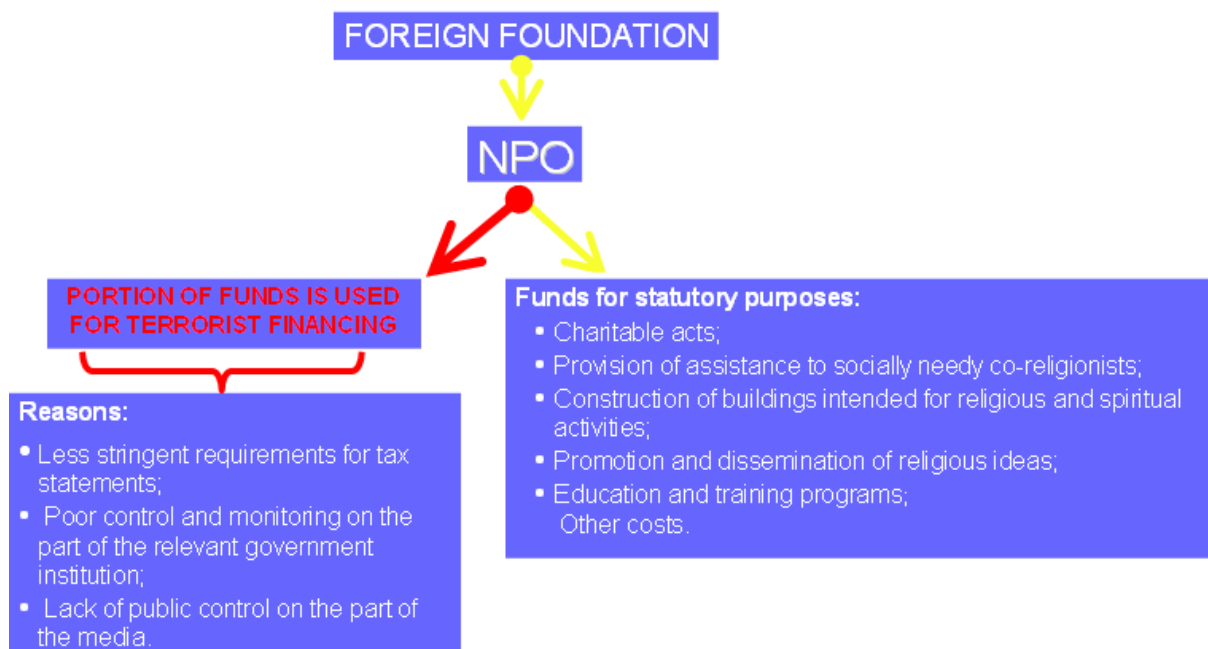 FOREIGN FOUNDATION
NPO
PORTION OF FUNDS IS USED
FOR TERRORIST FINANCING
Reasons:
• Less stringent requirements for tax
statements;
• Poor control and monitoring on the
part of the relevant government
institution;
• Lack of public control on the part of
the media.
Funds for statutory purposes:
• Charitable acts;
• Provision of assistance to socially needy co-religionists;
• Construction of buildings intended for religious and spiritual
activities;
• Promotion and dissemination of religious ideas;
• Education and training programs;
Other costs.